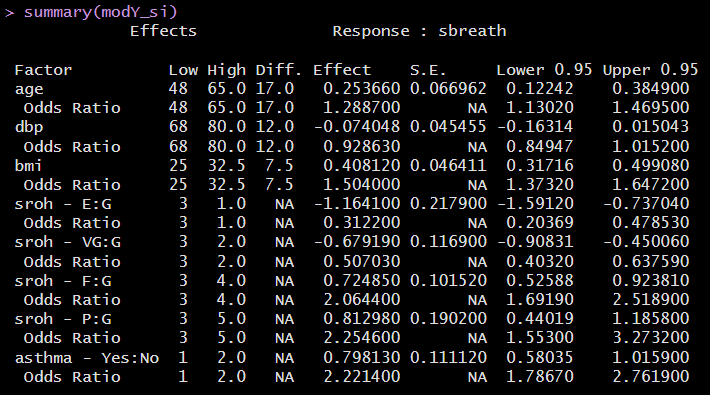 > summary(modY_si)
Effects Response : sbreath
Factor Low High Diff. Effect S.E. Lower 0.95 Upper 0.95
age 48 65.0 17.0 0.253660 0.066962 0.12242 0.384900
Odds Ratio 48 65.0 17.0 1.288700 NA 1.13020 1.469500
dbp 68 80.0 12.0 -0.074048 0.045455 -0.16314 0.015043
Odds Ratio 68 80.0 12.0 0.928630 NA 0.84947 1.015200
bmi 25 32.5 7.5 0.408120 0.046411 0.31716 0.499080
Odds Ratio 25 32.5 7.5 1.504000 NA 1.37320 1.647200
sroh - E:G 3 1.0 NA -1.164100 0.217900 -1.59120 -0.737040
Odds Ratio 3 1.0 NA 0.312200 NA 0.20369 0.478530
sroh - VG:G 3 2.0 NA -0.679190 0.116900 -0.90831 -0.450060
Odds Ratio 3 2.0 NA 0.507030 NA 0.40320 0.637590
sroh - F:G 3 4.0 NA 0.724850 0.101520 0.52588 0.923810
Odds Ratio 3 4.0 NA 2.064400 NA 1.69190 2.518900
sroh - P:G 3 5.0 NA 0.812980 0.190200 0.44019 1.185800
Odds Ratio 3 5.0 NA 2.254600 NA 1.55300 3.273200
asthma - Yes:No 1 2.0 NA 0.798130 0.111120 0.58035 1.015900
Odds Ratio 1 2.0 NA 2.221400 NA 1.78670 2.761900